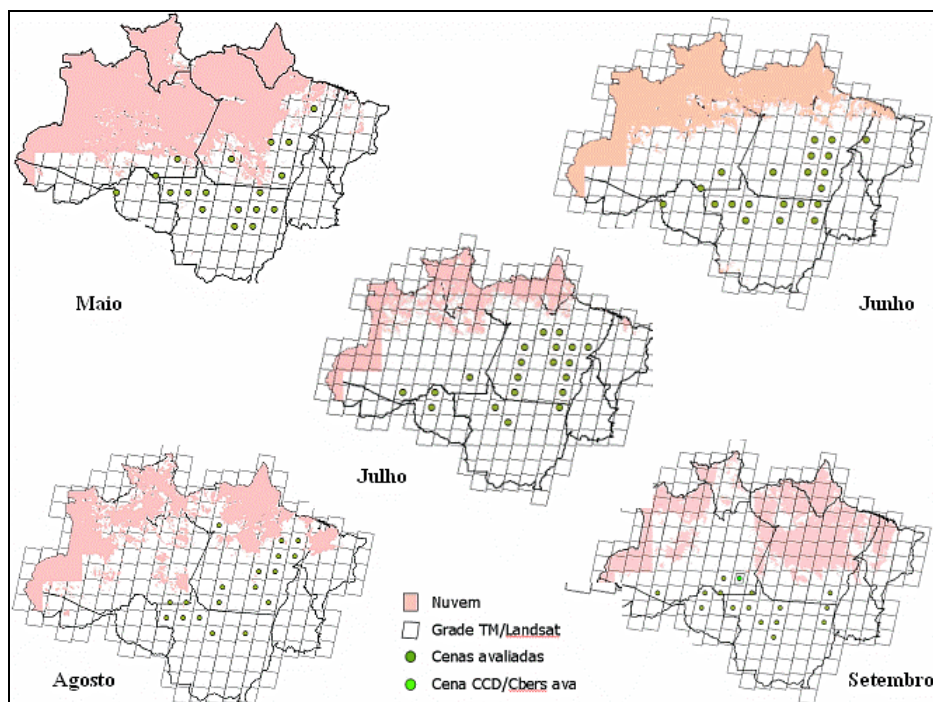 Maio
Junho
Julho
Agosto
Setembro
Nuvem
Grade TM/Landsat
Cenas avaliadas
Cena CCD/Cbers ava